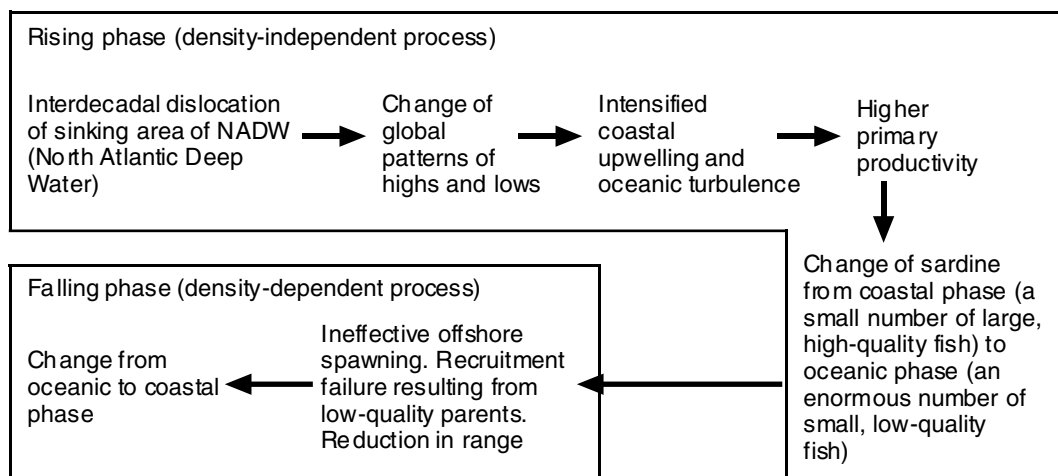 Rising phase (density-independent process)
Interdecadal dislocation
of sinking area of NADW
(North Atlantic Deep
Water)
Change of
global
patterns of
highs and lows
Intensified
coastal
upwelling and
oceanic turbulence
Higher
primary
productivity
Change of sardine
from coastal phase (a
small number of large,
high-quality fish) to
oceanic phase (an
enormous number of
small, low-quality
fish)
Falling phase (density-dependent process)
Ineffective offshore
spawning. Recruitment
failure resulting from
low-quality parents.
Reduction in range
Change from
oceanic to coastal
phase